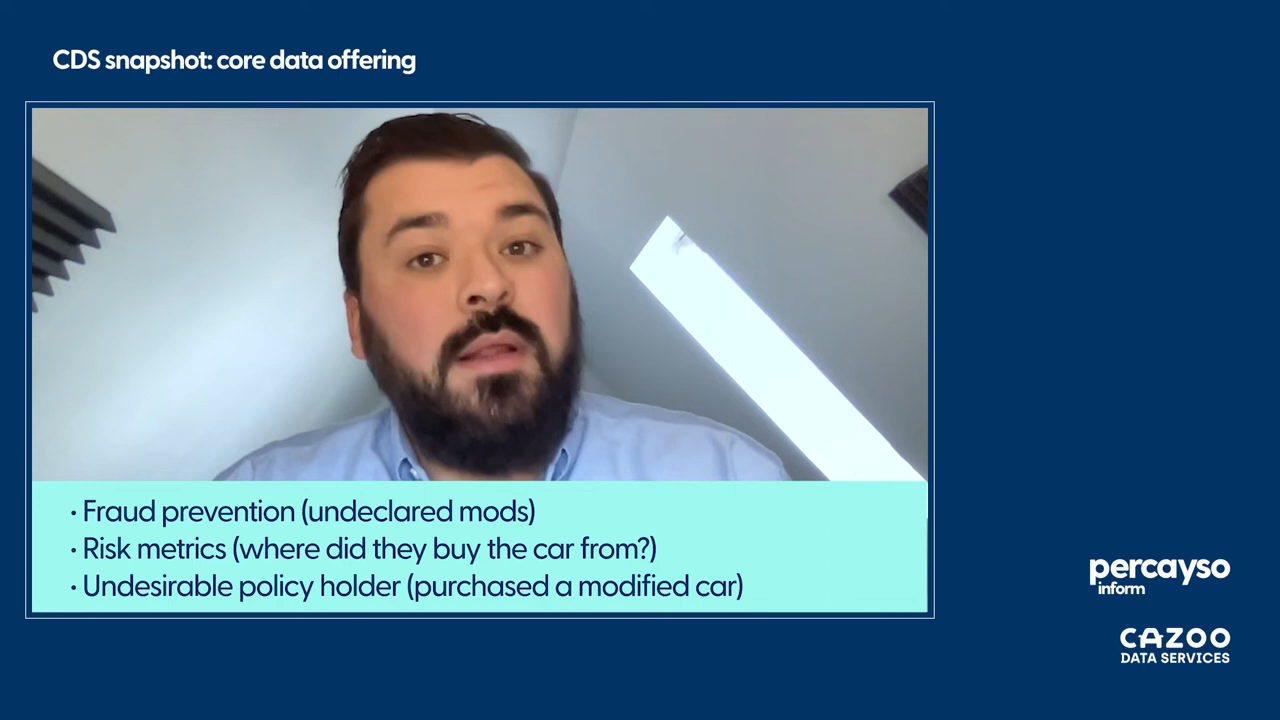 CDS snapshot: core data offering
• Fraud prevention (undeclared mods)
• Risk metrics (where did they buy the car from?)
• Undesirable policy holder (purchased a modified car)
percayso
inform
CAZOO
DATA SERVICES